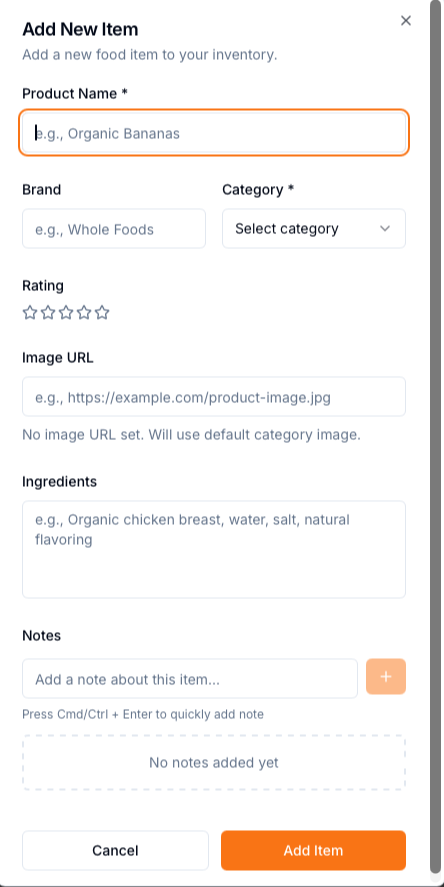 Add New Item
Add a new food item to your inventory.
Product Name *
e.g., Organic Bananas
Brand
Category *
e.g., Whole Foods
Select category
Rating
Image URL
e.g., https://example.com/product-image.jpg
No image URL set. Will use default category image.
Ingredients
e.g., Organic chicken breast, water, salt, natural
flavoring
Notes
Add a note about this item...
+
Press Cmd/Ctrl + Enter to quickly add note
No notes added yet
Cancel
Add Item